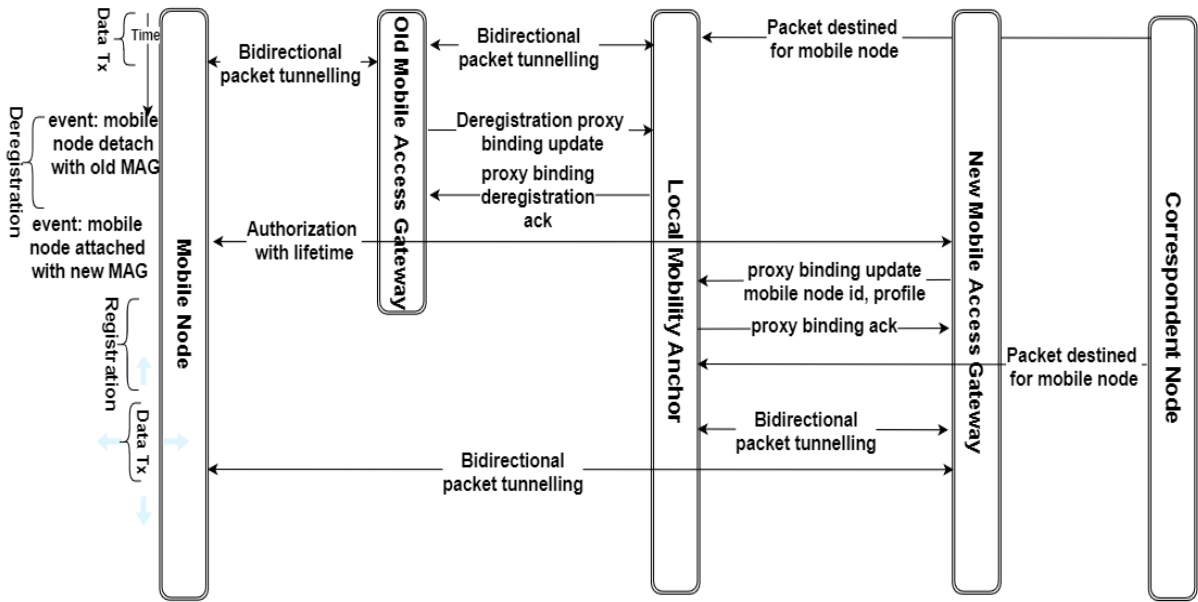 Data Tx
Time
Bidirectional
packet tunnelling
Old Mobile Access Gateway
Bidirectional
packet tunnelling
Packet destined
for mobile node
Deregistration
event: mobile
node detach
with old MAG
Deregistration proxy
binding update
proxy binding
deregistration
ack
event: mobile
node attached
with new MAG
Authorization
with lifetime
Mobile Node
Local Mobility Anchor
New Mobile Access Gateway
Correspondent Node
proxy binding update
mobile node id, profile
Registration
proxy binding ack
Packet destined
for mobile node
Data Tx
Bidirectional
packet tunnelling
Bidirectional
packet tunnelling